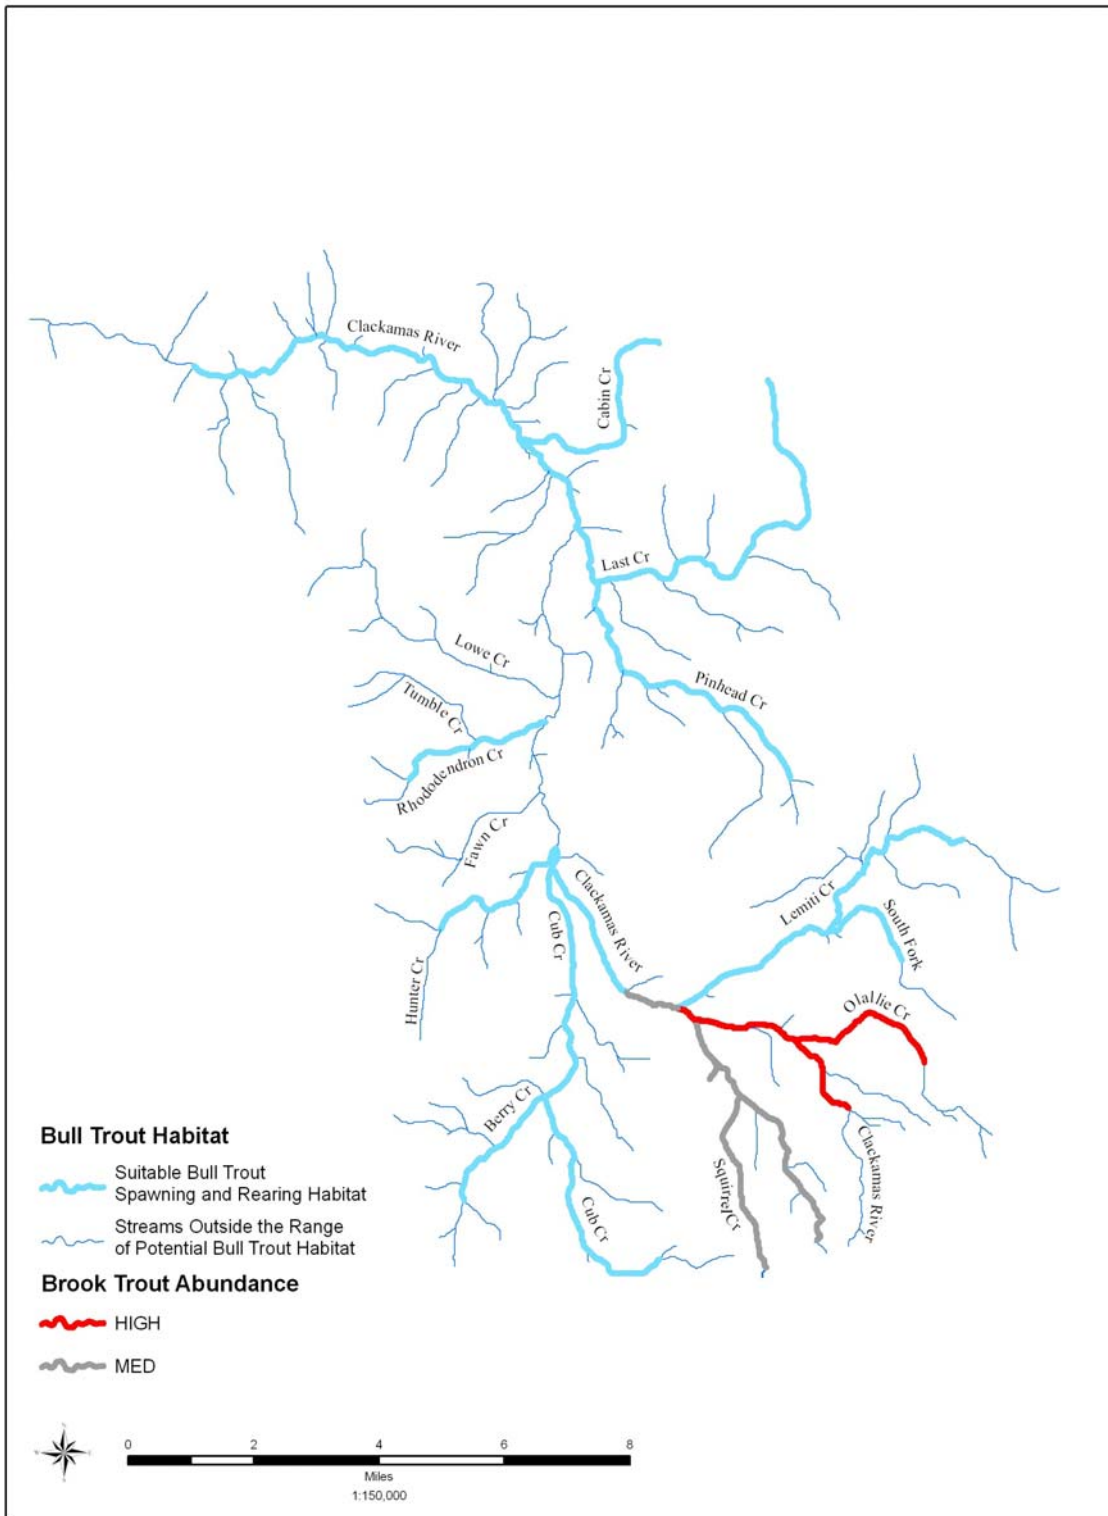 Clackamas River
Cabin Cr
Last Cr
Lowe Cr
Pinhead Cr
Tumble Cr
Rhododendron Cr
Fawn Cr
Clackamas River
Lemiti Cr
South Fork
Cub Cr
Hunter Cr
Olallie Cr
Berry Cr
Clackamas River
Squirrel Cr
Cub Cr
Bull Trout Habitat
Suitable Bull Trout
Spawning and Rearing Habitat
Streams Outside the Range
of Potential Bull Trout Habitat
Brook Trout Abundance
HIGH
MED
0 2 4 6 8
Miles
1:150,000